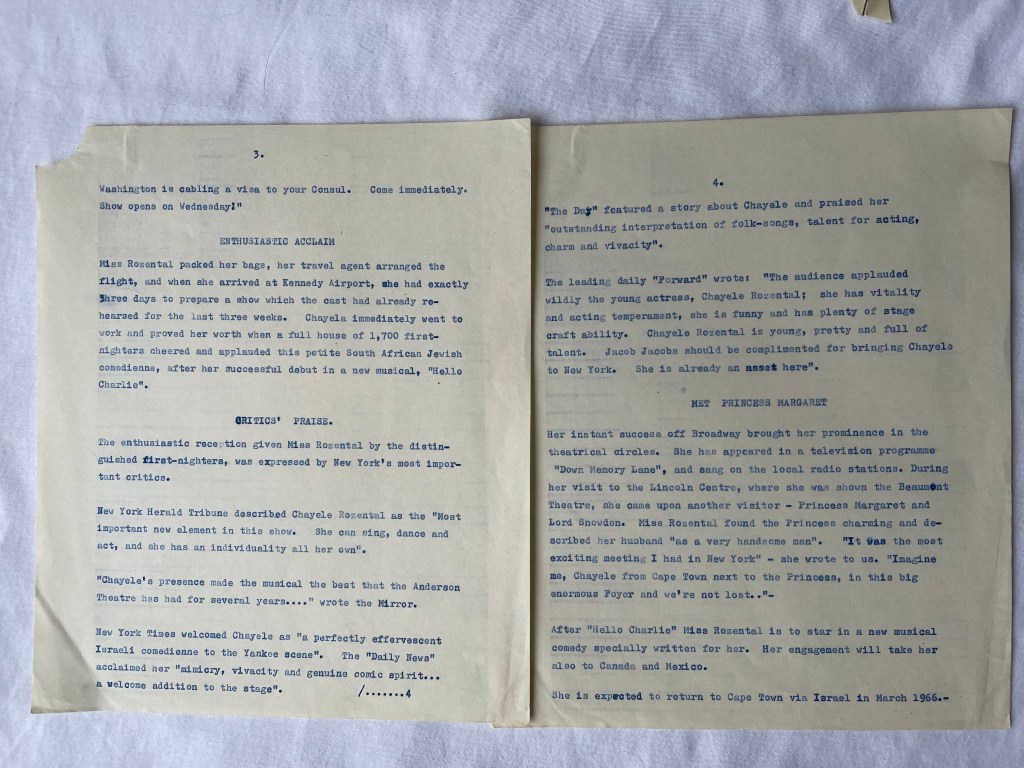 3.
Washington is cabling a visa to your Consul. Come immediately.
Show opens on Wednesday!"
ENTHUSIASTIC ACCLAIM
Miss Rozental packed her bags, her travel agent arranged the
flight, and when she arrived at Kennedy Airport, she had exactly
three days to prepare a show which the cast had already re-
hearsed for the last three weeks. Chayela immediately went to
work and proved her worth when a full house of 1,700 first-
nighters cheered and applauded this petite South African Jewish
comedienne, after her successful debut in a new musical, "Hello
Charlie".
CRITICS' PRAISE.
The enthusiastic reception given Miss Rozental by the distin-
guished first-nighters, was expressed by New York's most impor-
tant critics.
New York Herald Tribune described Chayele Rozental as the "Most
important new element in this show. She can sing, dance and
act, and she has an individuality all her own".
"Chayele's presence made the musical the best that the Anderson
Theatre has had for several years...." wrote the Mirror.
New York Times welcomed Chayele as "a perfectly effervescent
Israeli comedienne to the Yankee scene". The "Daily News"
acclaimed her "mimicry, vivacity and genuine comic spirit...
a welcome addition to the stage".
/.......4
4.
"The Day" featured a story about Chayele and praised her
"outstanding interpretation of folk-songs, talent for acting,
charm and vivacity".
The leading daily "Forward" wrote: "The audience applauded
wildly the young actress, Chayele Rozental; she has vitality
and acting temperament, she is funny and has plenty of stage
craft ability. Chayele Rozental is young, pretty and full of
talent. Jacob Jacobs should be complimented for bringing Chayele
to New York. She is already an asset here".
MET PRINCESS MARGARET
Her instant success off Broadway brought her prominence in the
theatrical circles. She has appeared in a television programme
"Down Memory Lane", and sang on the local radio stations. During
her visit to the Lincoln Centre, where she was shown the Beaumont
Theatre, she came upon another visitor - Princess Margaret and
Lord Snowdon. Miss Rozental found the Princess charming and de-
scribed her husband "as a very handsome man". "It was the most
exciting meeting I had in New York" - she wrote to us. "Imagine
me, Chayele from Cape Town next to the Princess, in this big
enormous Foyer and we're not lost.."-
After "Hello Charlie" Miss Rozental is to star in a new musical
comedy specially written for her. Her engagement will take her
also to Canada and Mexico.
She is expected to return to Cape Town via Israel in March 1966.-